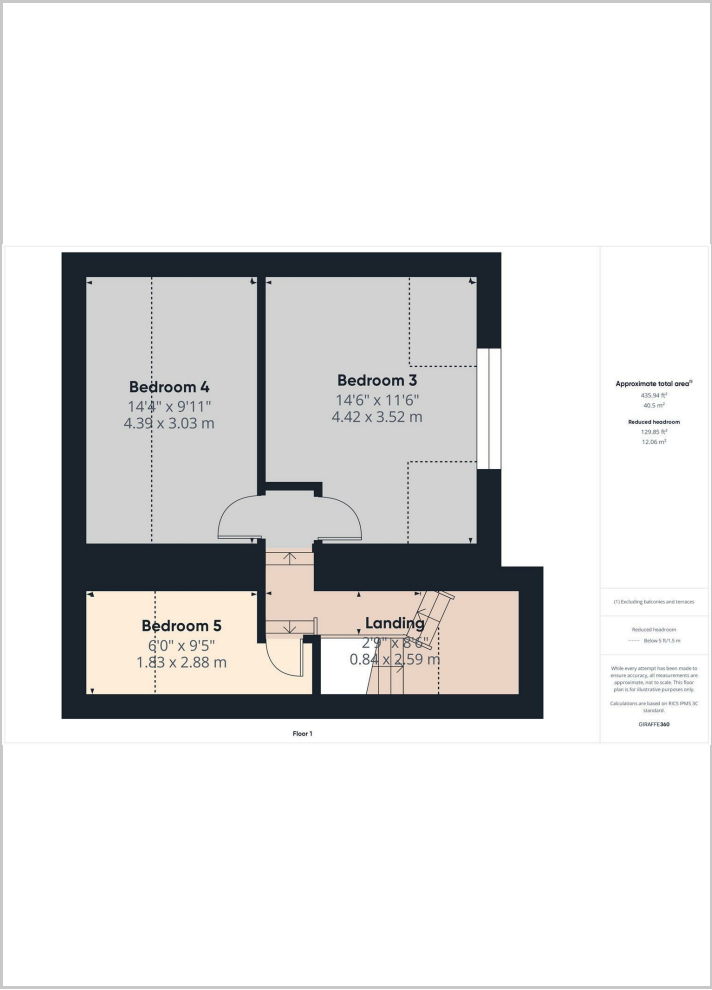 Bedroom 4
14'4" x 9'11"
4.39 x 3.03 m
Bedroom 3
14'6" x 11'6"
4.42 x 3.52 m
Bedroom 5
6'0" x 9'5"
1.83 x 2.88 m
Landing
2'9" x 8'6"
0.84 x 2.59 m
Floor 1
Approximate total area⁽¹⁾
435.94 ft²
40.5 m²
Reduced headroom
129.85 ft²
12.06 m²
(1) Excluding balconies and terraces
Reduced headroom
Below 5 ft/1.5 m
While every attempt has been made to
ensure accuracy, all measurements are
approximate, not to scale. This floor
plan is for illustrative purposes only.
Calculations are based on RICS IPMS 3C
standard.
GIRAFFE360